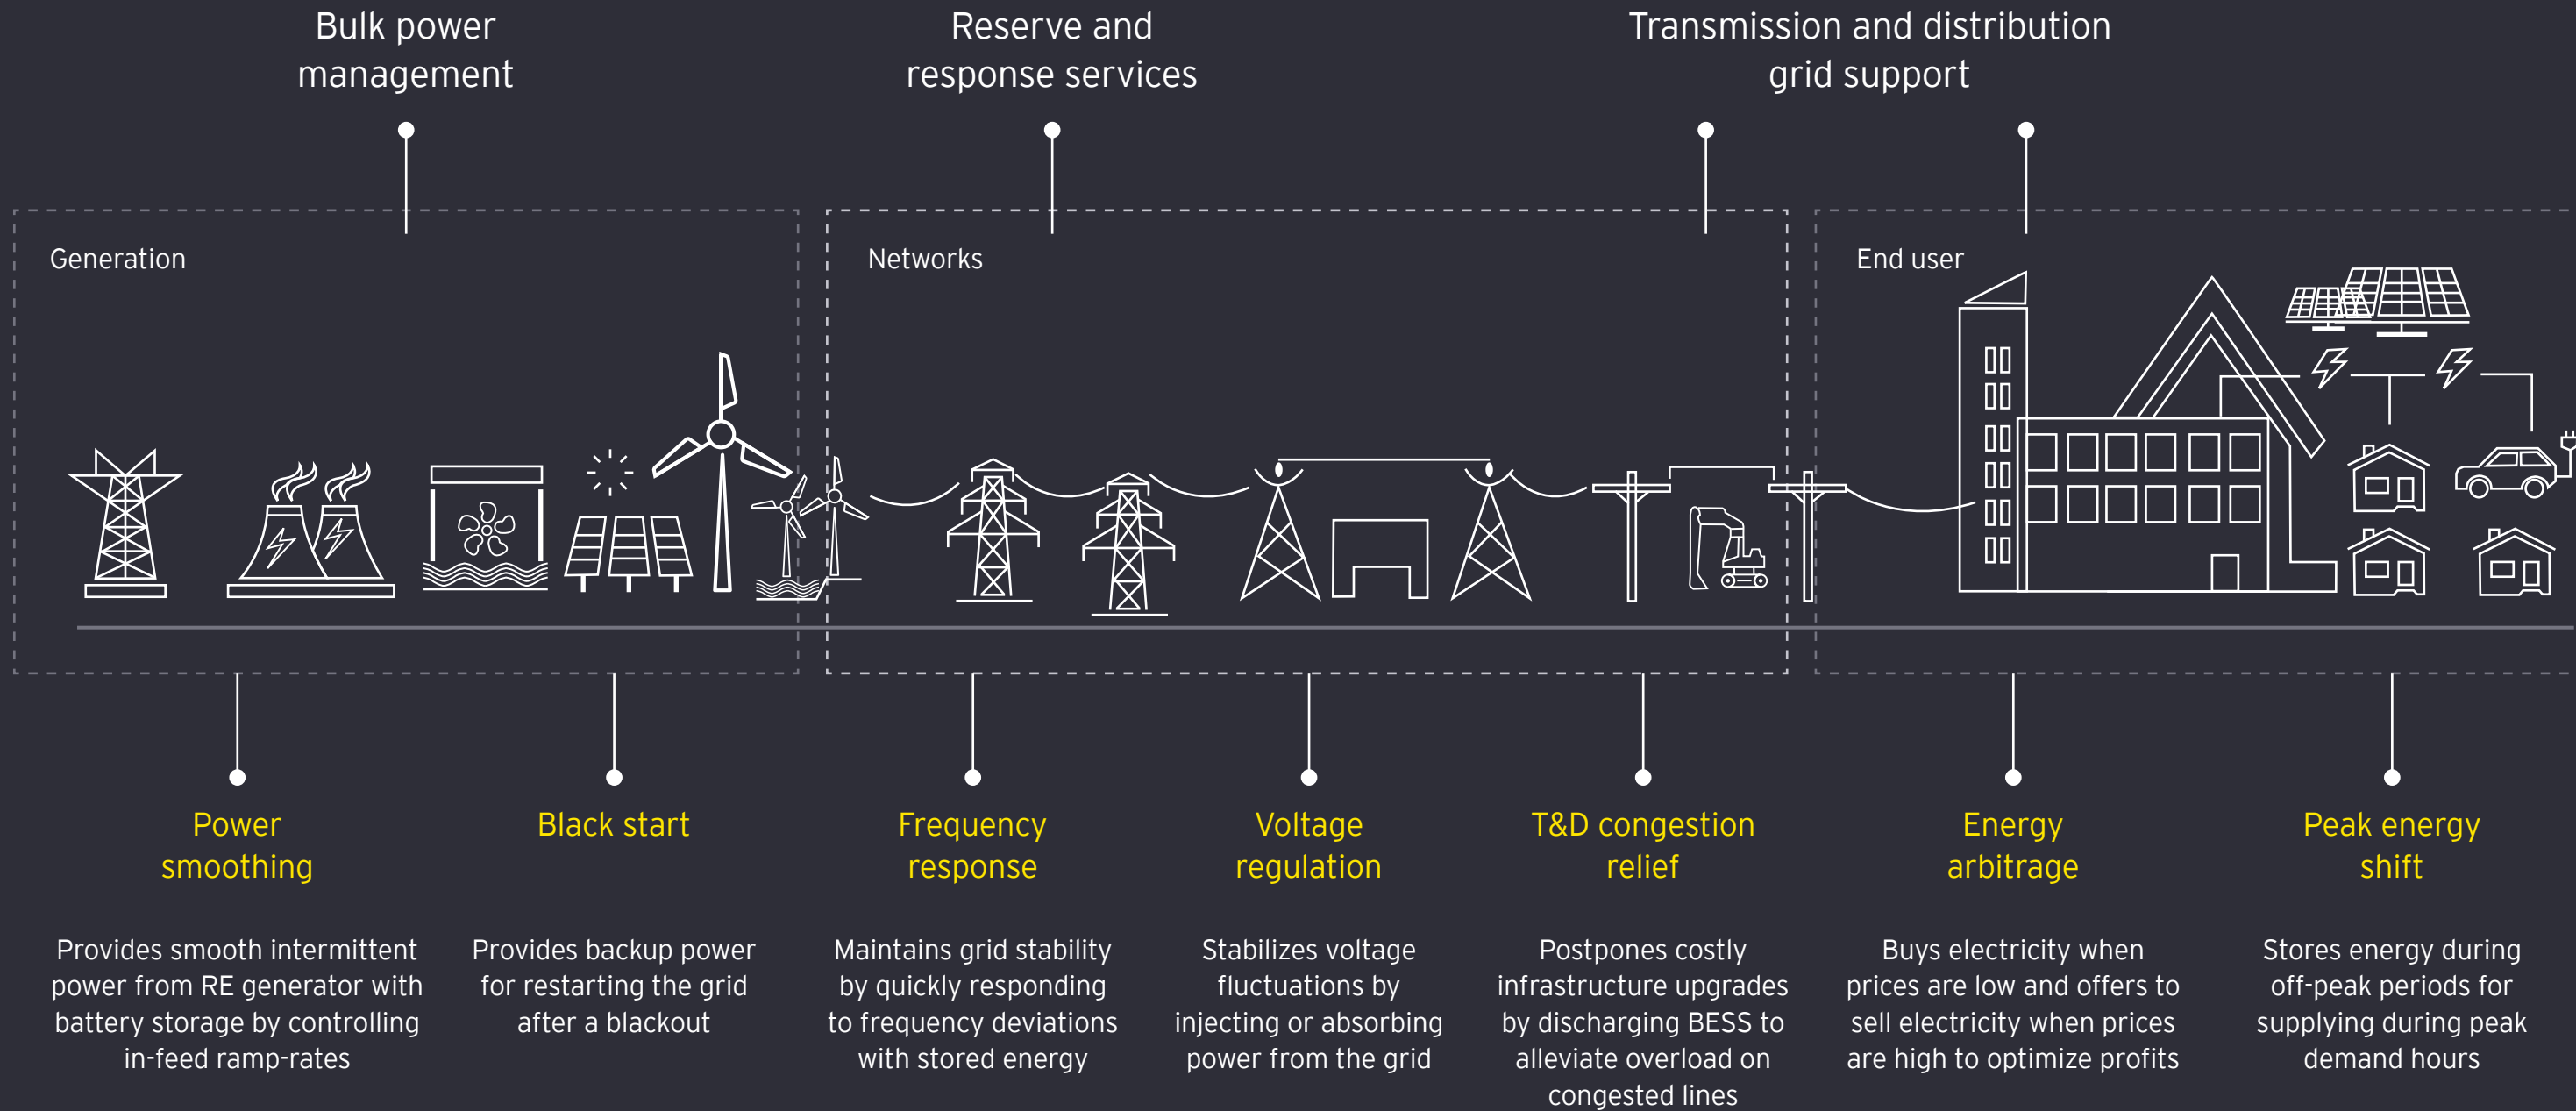 Bulk power
management
Reserve and
response services
Transmission and distribution
grid support
Generation
Networks
End user
Power
smoothing
Provides smooth intermittent
power from RE generator with
battery storage by controlling
in-feed ramp-rates
Black start
Provides backup power
for restarting the grid
after a blackout
Frequency
response
Maintains grid stability
by quickly responding
to frequency deviations
with stored energy
Voltage
regulation
Stabilizes voltage
fluctuations by
injecting or absorbing
power from the grid
T&D congestion
relief
Postpones costly
infrastructure upgrades
by discharging BESS to
alleviate overload on
congested lines
Energy
arbitrage
Buys electricity when
prices are low and offers to
sell electricity when prices
are high to optimize profits
Peak energy
shift
Stores energy during
off-peak periods for
supplying during peak
demand hours